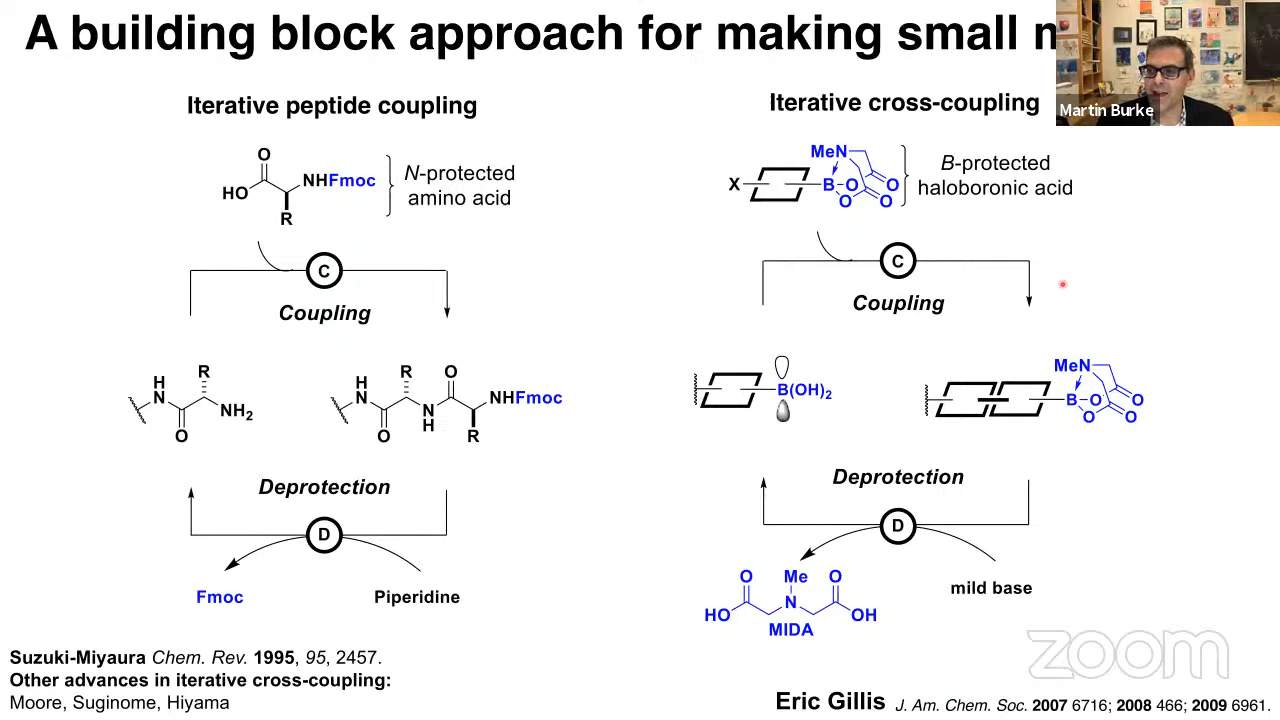 A building block approach for making small
Martin Burke
Iterative peptide coupling
O
HO
NHFmoc
R
N-protected
amino acid
C
Coupling
H
N
O
R
NH2
H
N
O
R
N
H
O
R
NHFmoc
Deprotection
D
Fmoc
Piperidine
Iterative cross-coupling
X
MeN
B
O
O
O
O
B-protected
haloboronic acid
C
Coupling
B(OH)2
MeN
B
O
O
O
O
Deprotection
D
O
Me
O
HO
N
OH
MIDA
mild base
zoom
Suzuki-Miyaura Chem. Rev. 1995, 95, 2457.
Other advances in iterative cross-coupling:
Moore, Suginome, Hiyama
Eric Gillis J. Am. Chem. Soc. 2007 6716; 2008 466; 2009 6961.